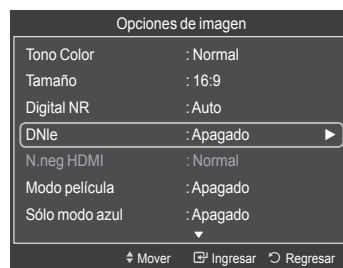 Opciones de imagen
Tono Color : Normal
Tamaño : 16:9
Digital NR : Auto
DNIe : Apagado
N.neg HDMI : Normal
Modo película : Apagado
Sólo modo azul : Apagado
Mover Ingresar Regresar